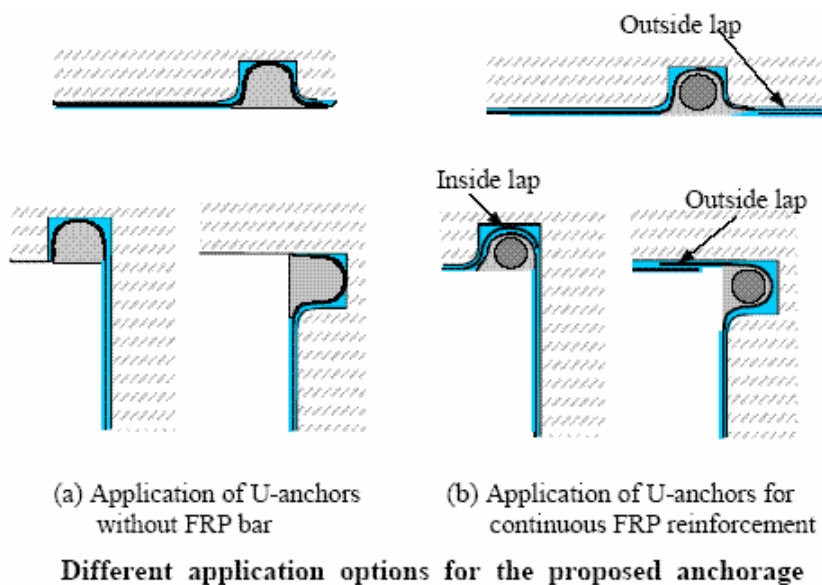 Outside lap
Inside lap
Outside lap
(a) Application of U-anchors
without FRP bar
(b) Application of U-anchors for
continuous FRP reinforcement
Different application options for the proposed anchorage